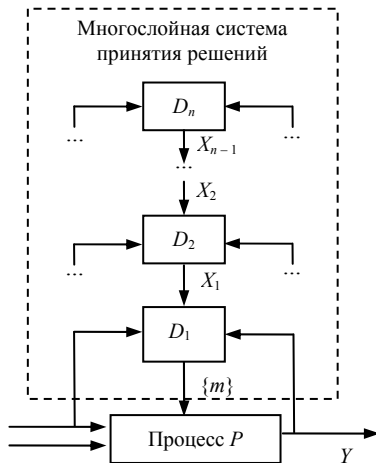 Многослойная система
принятия решений
Dn
... ...
Xn – 1
...
X2
D2
... ...
X1
D1
{m}
Процесс P
Y